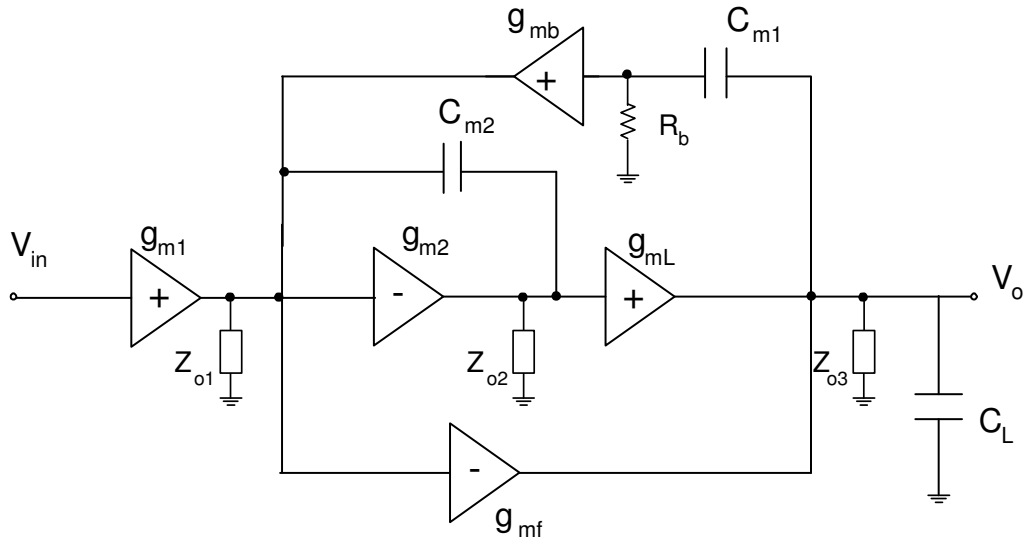 g mb
C m1
+
R b
C m2
V in
g m1
+
Z o1
g m2
-
Z o2
g mL
+
V o
Z o3
C L
-
g mf